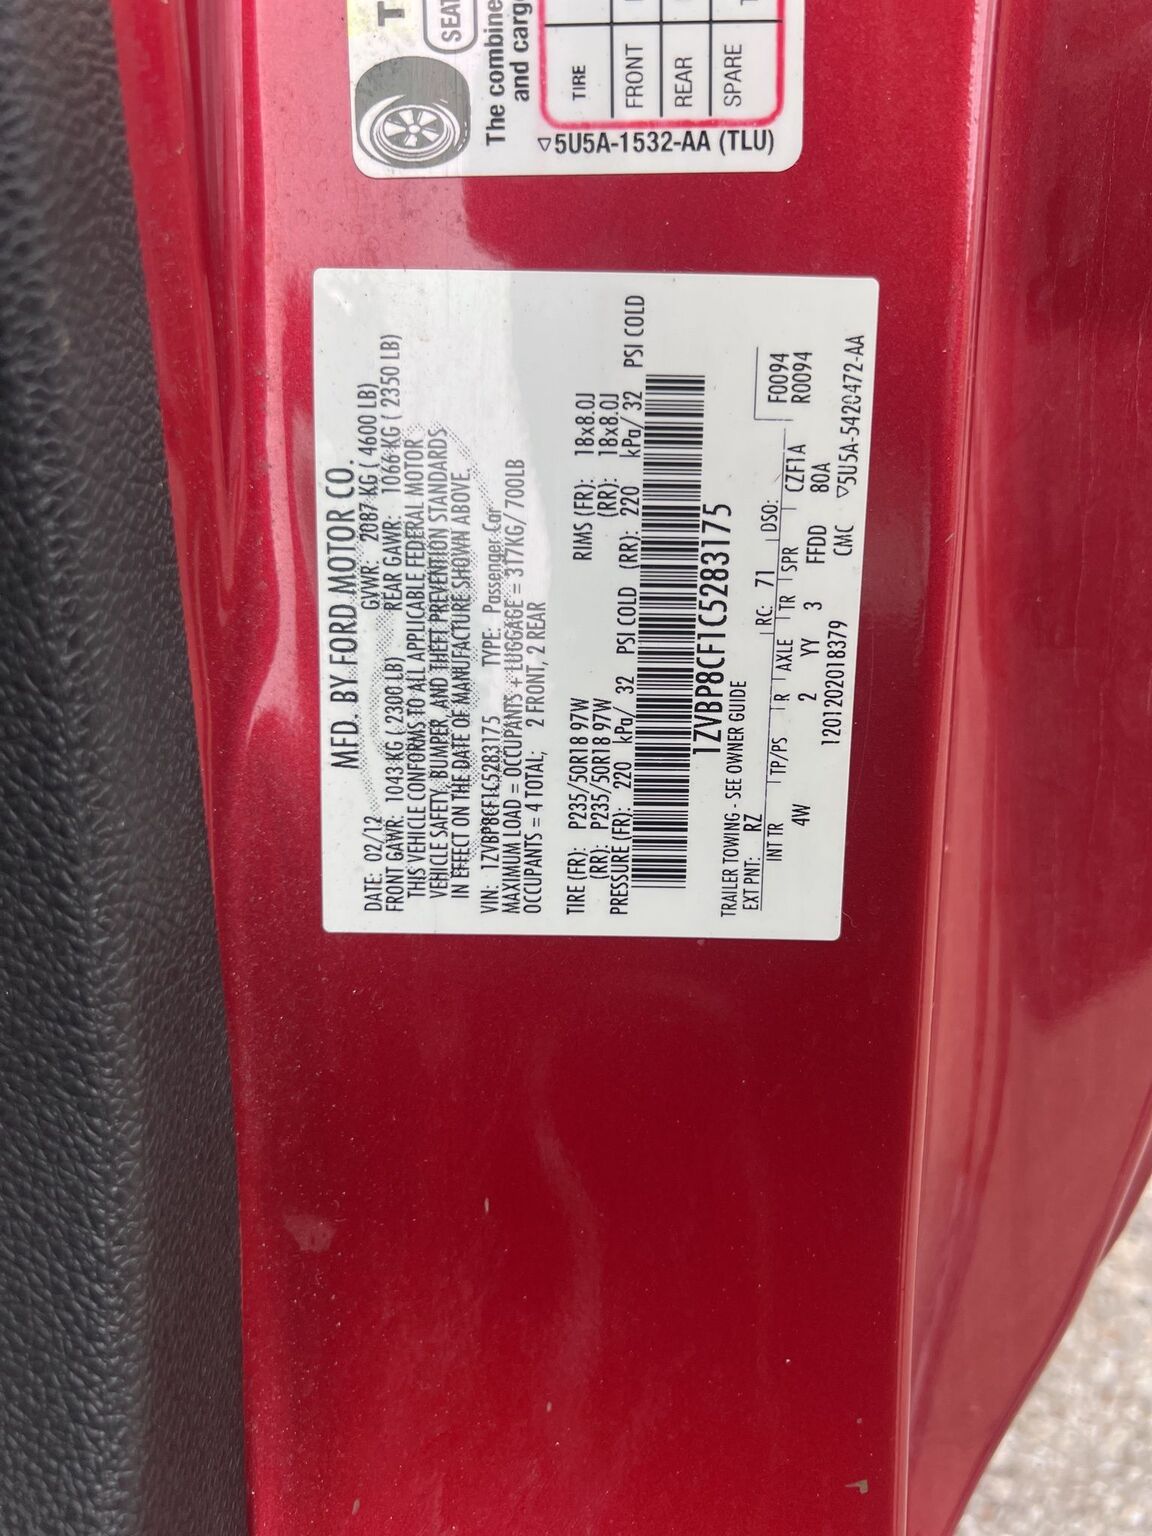 T
SEAT
The combine
and cargo
TIRE
FRONT
REAR
SPARE
▽5U5A-1532-AA (TLU)
MFD. BY FORD MOTOR CO.
DATE: 02/12 GVWR: 2087 KG ( 4600 LB)
FRONT GAWR: 1043 KG ( 2300 LB) REAR GAWR: 1066 KG ( 2350 LB)
THIS VEHICLE CONFORMS TO ALL APPLICABLE FEDERAL MOTOR
VEHICLE SAFETY, BUMPER, AND THEFT PREVENTION STANDARDS
IN EFFECT ON THE DATE OF MANUFACTURE SHOWN ABOVE.
VIN: 1ZVBP8CF1C5283175 TYPE: Passenger Car
MAXIMUM LOAD = OCCUPANTS + LUGGAGE = 317KG/ 700LB
OCCUPANTS = 4 TOTAL; 2 FRONT, 2 REAR
TIRE (FR): P235/50R18 97W RIMS (FR): 18x8.0J
(RR): P235/50R18 97W (RR): 18x8.0J
PRESSURE (FR): 220 kPa/ 32 PSI COLD (RR): 220 kPa/ 32 PSI COLD
1ZVBP8CF1C5283175
TRAILER TOWING - SEE OWNER GUIDE
EXT PNT: RZ RC: 71 DSO: F0094
INT TR TP/PS R AXLE TR SPR CZF1A R0094
4W 2 YY 3 FFDD 80A
1201202018379 CMC ▽5U5A-5420472-AA